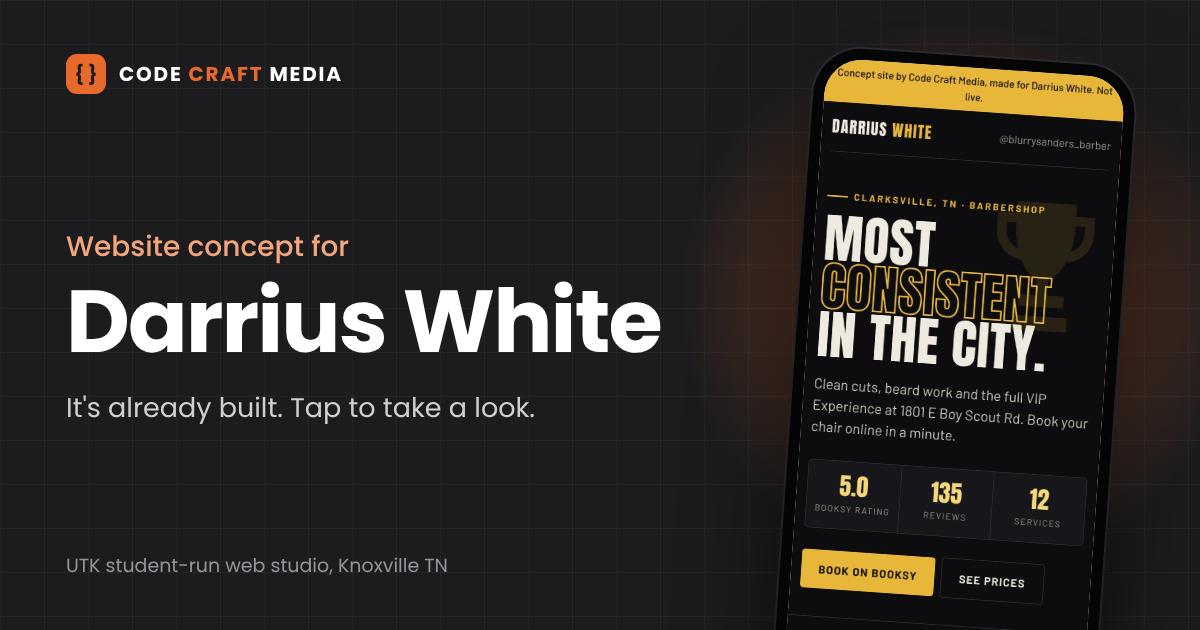 { } CODE CRAFT MEDIA
Website concept for
Darrius White
It's already built. Tap to take a look.
UTK student-run web studio, Knoxville TN
Concept site by Code Craft Media, made for Darrius White. Not
live.
DARRIUS WHITE
@blurrysanders_barber
CLARKSVILLE, TN · BARBERSHOP
MOST
CONSISTENT
IN THE CITY.
Clean cuts, beard work and the full VIP
Experience at 1801 E Boy Scout Rd. Book your
chair online in a minute.
5.0
BOOKSY RATING
135
REVIEWS
12
SERVICES
BOOK ON BOOKSY
SEE PRICES